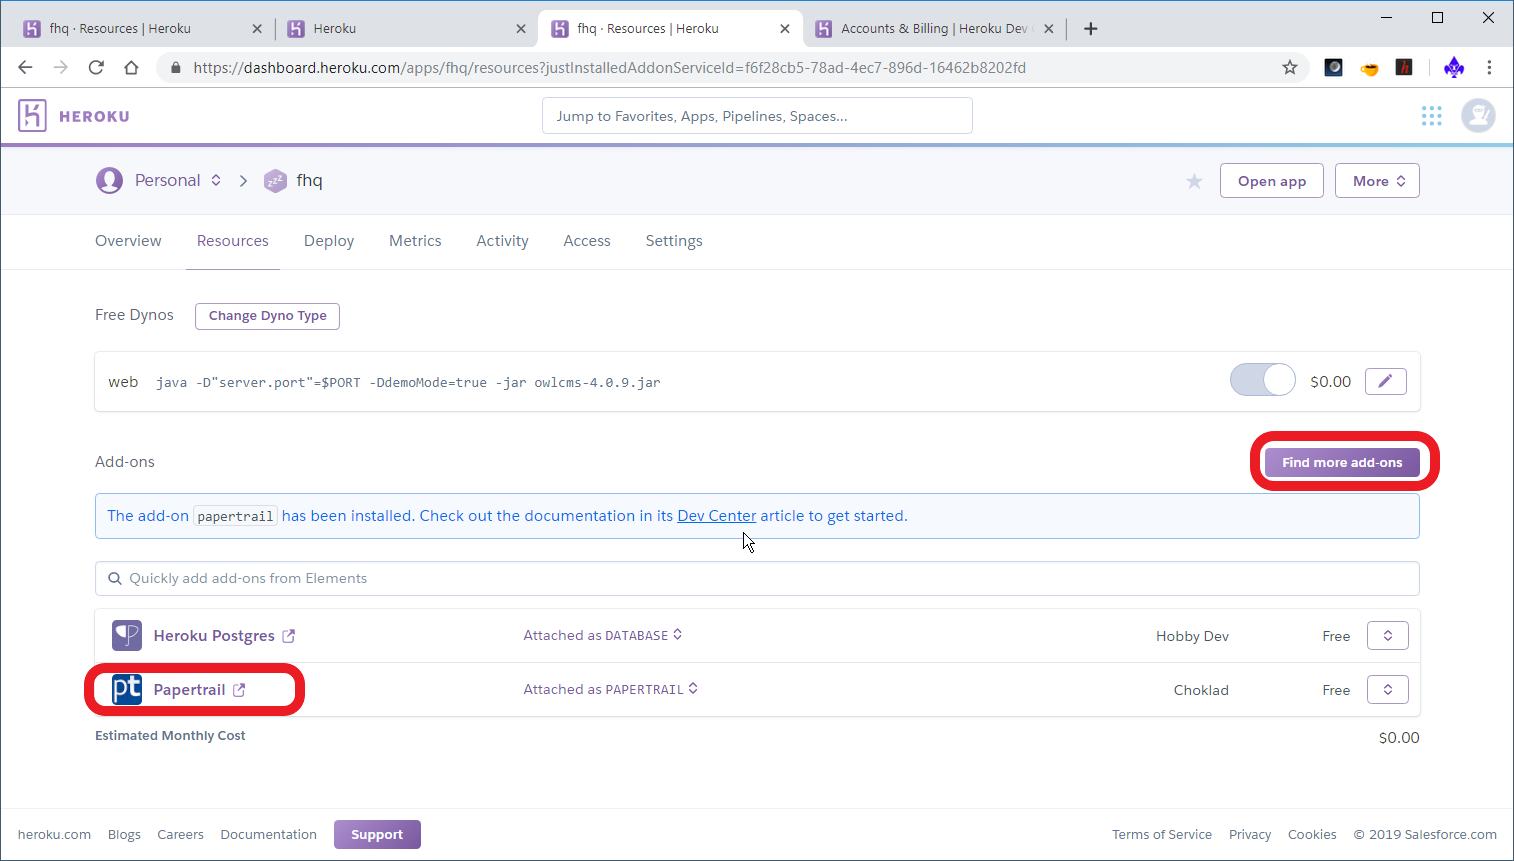 fhq · Resources | Heroku
Heroku
fhq · Resources | Heroku
Accounts & Billing | Heroku Dev
https://dashboard.heroku.com/apps/fhq/resources?justInstalledAddonServiceId=f6f28cb5-78ad-4ec7-896d-16462b8202fd
HEROKU
Jump to Favorites, Apps, Pipelines, Spaces...
Personal
fhq
Open app
More
Overview
Resources
Deploy
Metrics
Activity
Access
Settings
Free Dynos
Change Dyno Type
web java -D"server.port"=$PORT -DdemoMode=true -jar owlcms-4.0.9.jar
$0.00
Add-ons
Find more add-ons
The add-on papertrail has been installed. Check out the documentation in its Dev Center article to get started.
Quickly add add-ons from Elements
Heroku Postgres
Attached as DATABASE
Hobby Dev
Free
pt
Papertrail
Attached as PAPERTRAIL
Choklad
Free
Estimated Monthly Cost
$0.00
heroku.com
Blogs
Careers
Documentation
Support
Terms of Service
Privacy
Cookies
© 2019 Salesforce.com